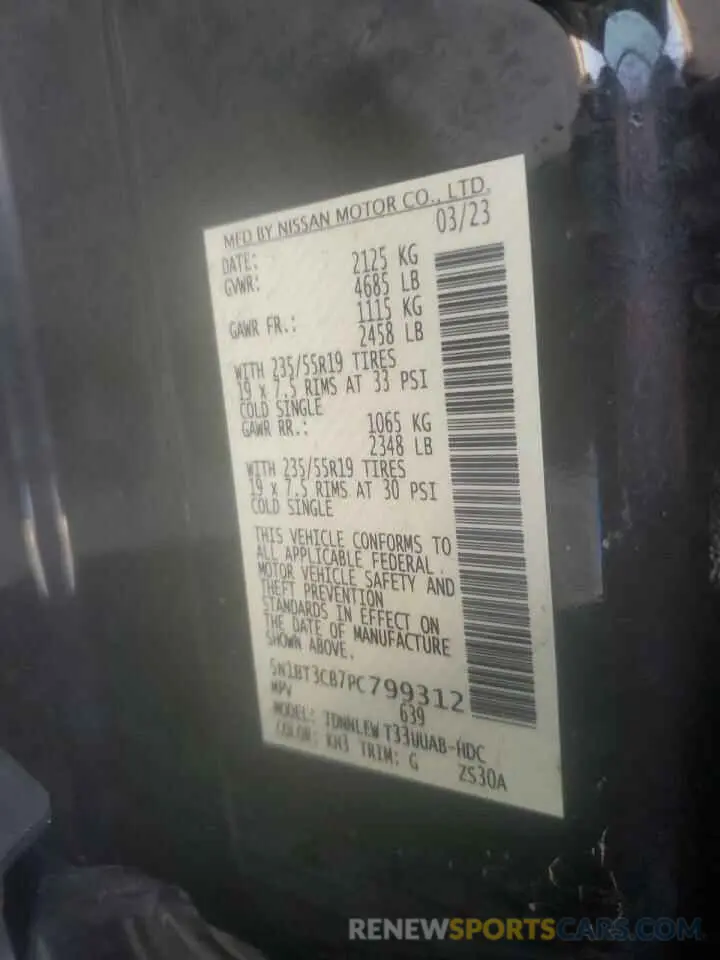 MFD BY NISSAN MOTOR CO., LTD.
DATE: 03/23
GVWR: 2125 KG
4685 LB
GAWR FR.: 1115 KG
2458 LB
WITH 235/55R19 TIRES
19 x 7.5 RIMS AT 33 PSI
COLD SINGLE
GAWR RR.: 1065 KG
2348 LB
WITH 235/55R19 TIRES
19 x 7.5 RIMS AT 30 PSI
COLD SINGLE
THIS VEHICLE CONFORMS TO
ALL APPLICABLE FEDERAL
MOTOR VEHICLE SAFETY AND
THEFT PREVENTION
STANDARDS IN EFFECT ON
THE DATE OF MANUFACTURE
SHOWN ABOVE.
5N1BT3CB7PC799312
MPV 639
MODEL: TDNNLEW T33UUAB-HDC
COLOR: KH3 TRIM: G ZS30A
RENEWSPORTSCARS.COM